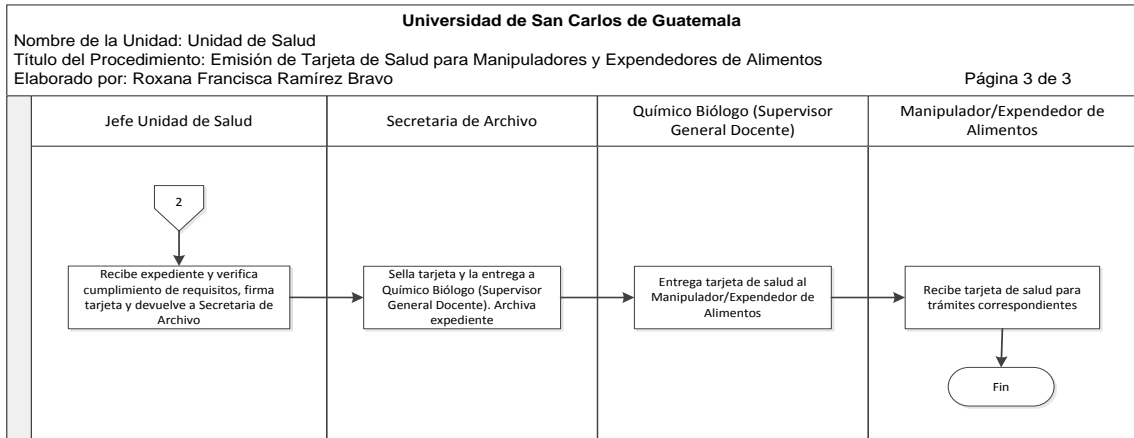 Universidad de San Carlos de Guatemala
Nombre de la Unidad: Unidad de Salud
Título del Procedimiento: Emisión de Tarjeta de Salud para Manipuladores y Expendedores de Alimentos
Elaborado por: Roxana Francisca Ramírez Bravo
Página 3 de 3
Jefe Unidad de Salud
Secretaria de Archivo
Químico Biólogo (Supervisor
General Docente)
Manipulador/Expendedor de
Alimentos
2
Recibe expediente y verifica
cumplimiento de requisitos, firma
tarjeta y devuelve a Secretaria de
Archivo
Sella tarjeta y la entrega a
Químico Biólogo (Supervisor
General Docente). Archiva
expediente
Entrega tarjeta de salud al
Manipulador/Expendedor de
Alimentos
Recibe tarjeta de salud para
trámites correspondientes
Fin